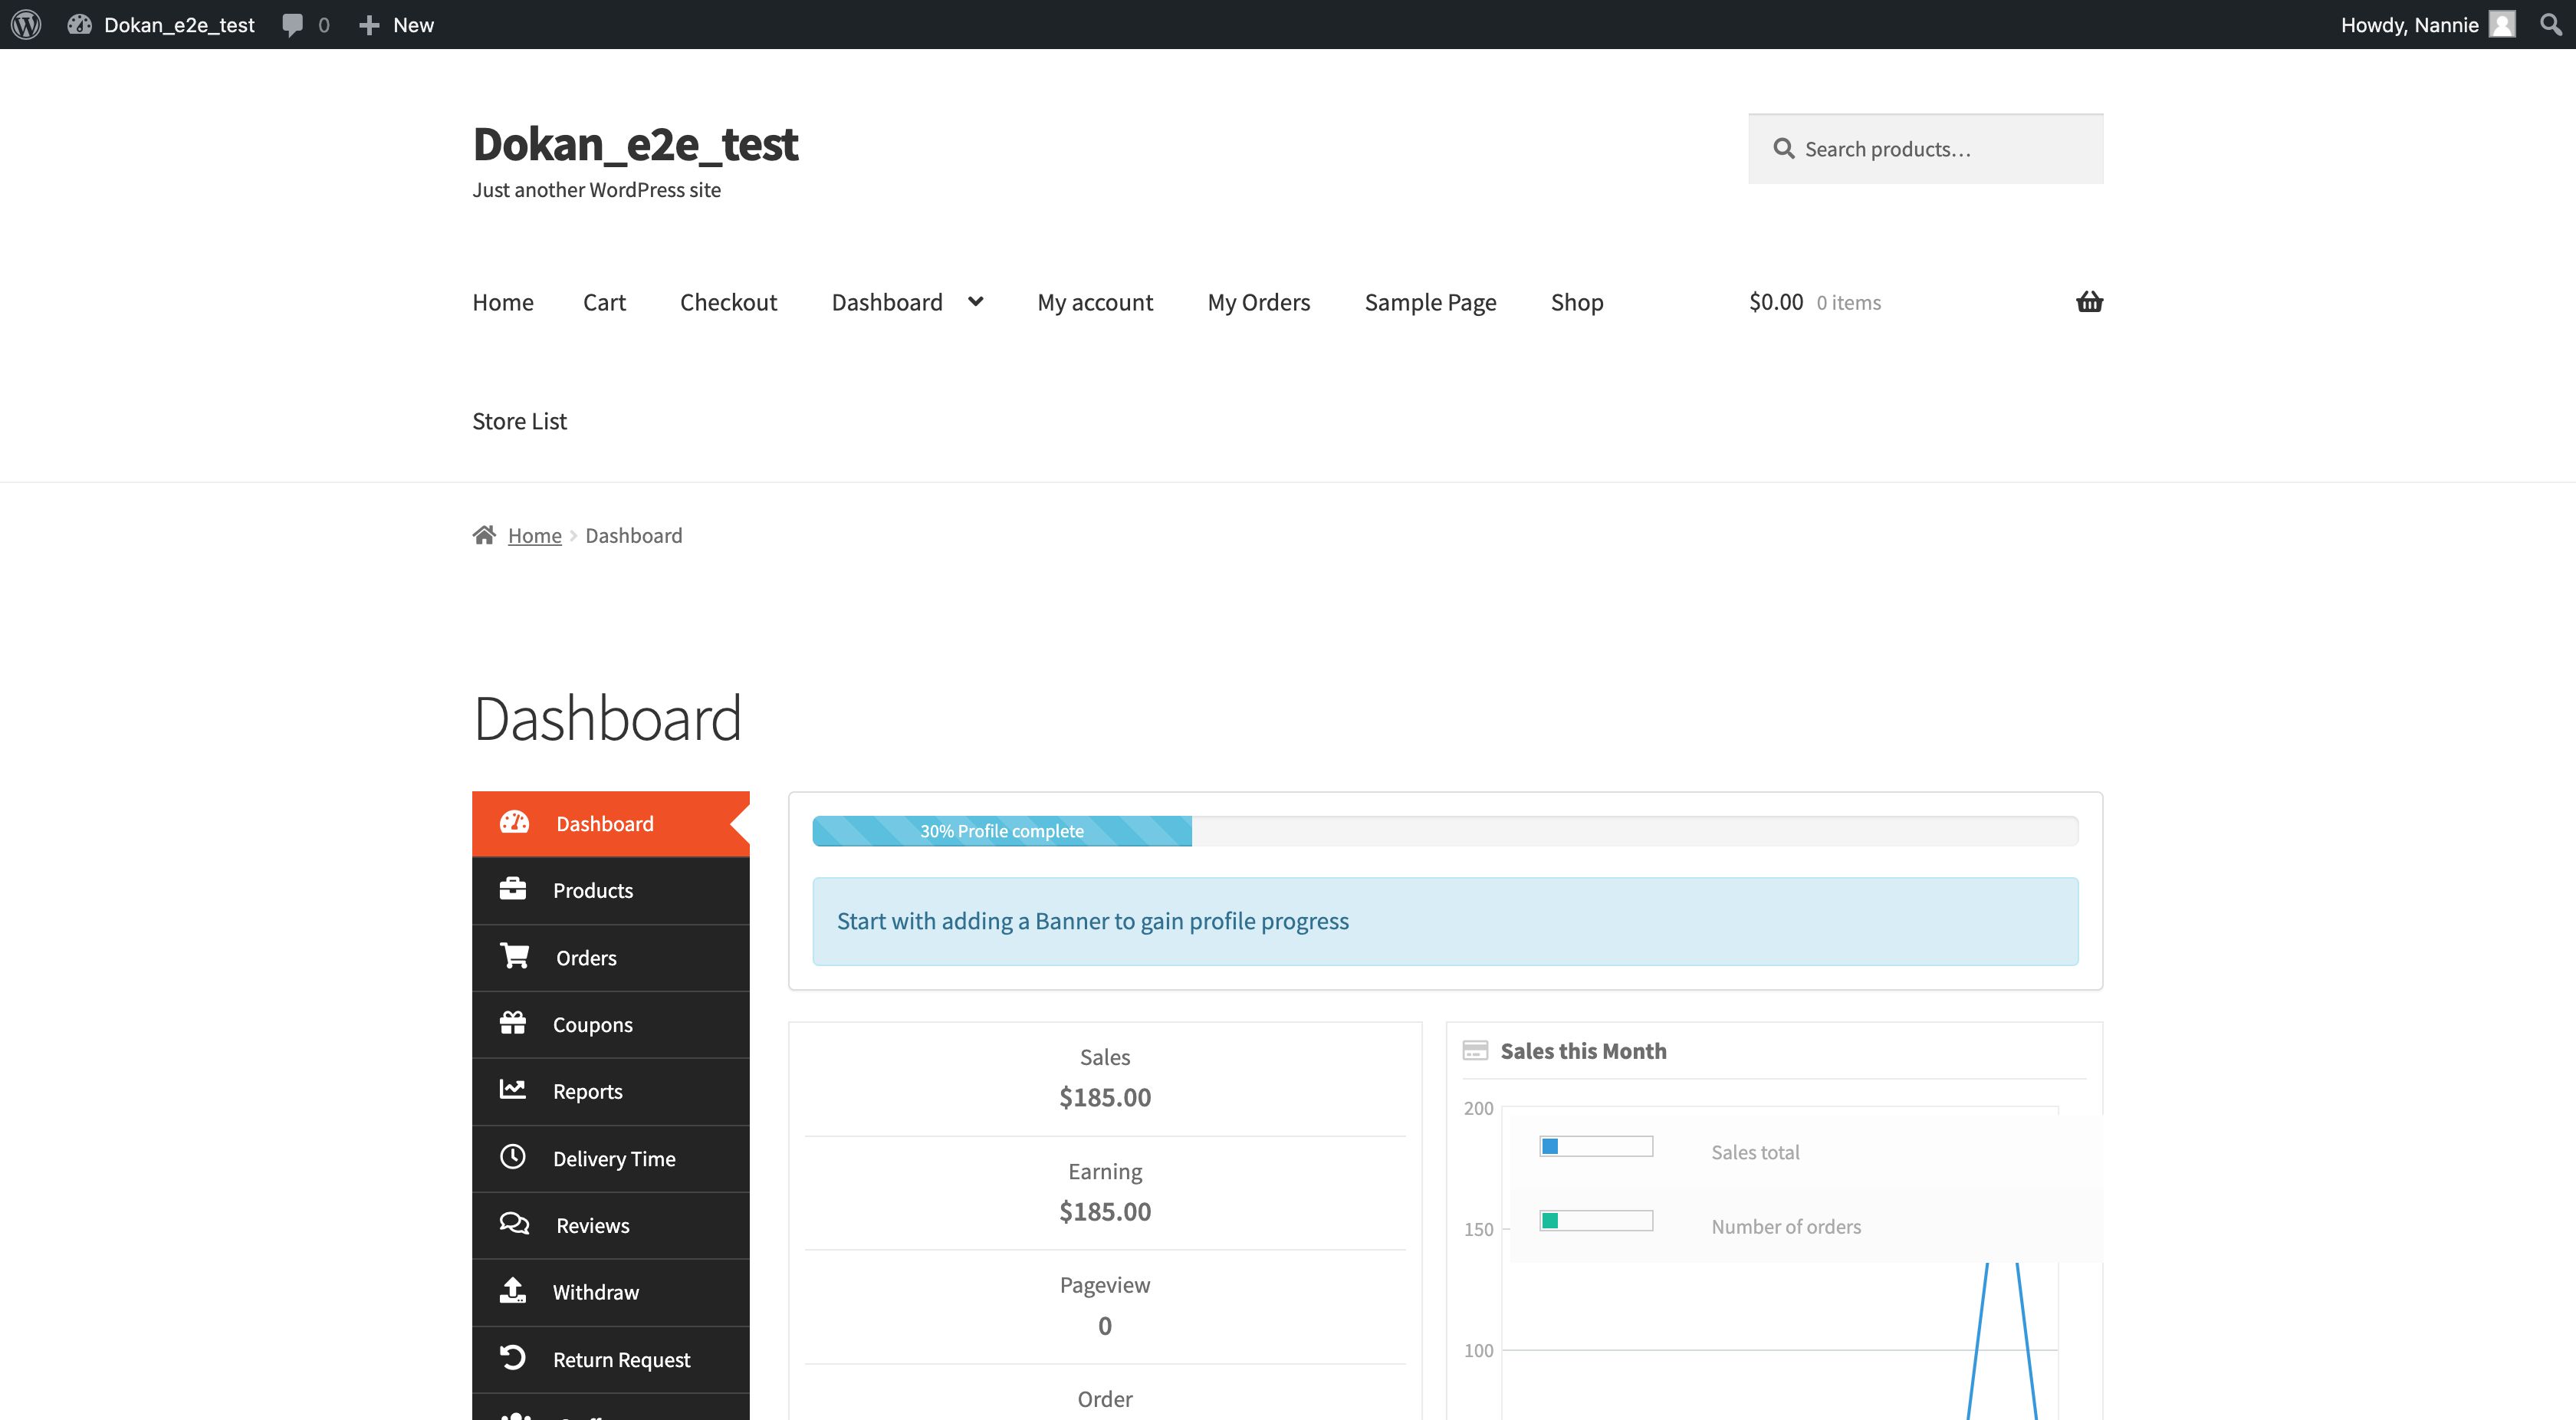 Dokan_e2e_test 0 New Howdy, Nannie
Dokan_e2e_test
Just another WordPress site
Search products…
Home Cart Checkout Dashboard My account My Orders Sample Page Shop $0.00 0 items
Store List
Home Dashboard
Dashboard
Dashboard
Products
Orders
Coupons
Reports
Delivery Time
Reviews
Withdraw
Return Request
30% Profile complete
Start with adding a Banner to gain profile progress
Sales
$185.00
Earning
$185.00
Pageview
0
Order
Sales this Month
200
Sales total
150
Number of orders
100